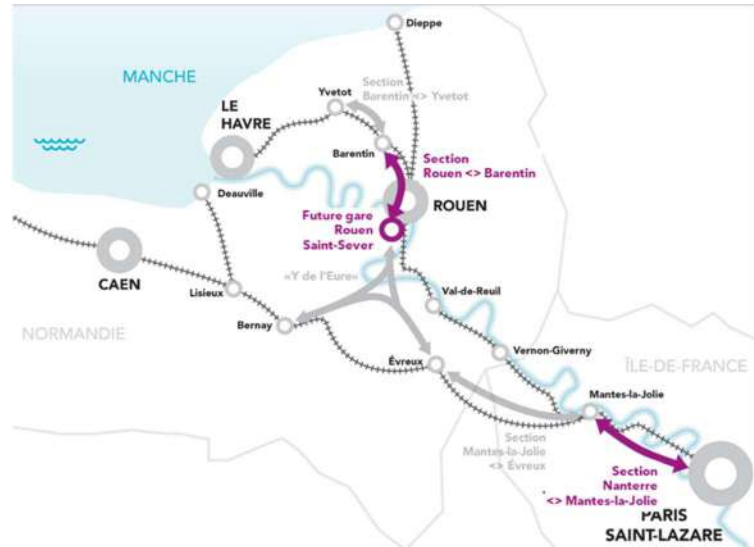 Dieppe
MANCHE
Section
Barentin <> Yvetot
Yvetot
LE
HAVRE
Barentin
Section
Rouen <> Barentin
Deauville
ROUEN
Future gare
Rouen
Saint-Sever
CAEN
«Y de l'Eure»
Lisieux
Val-de-Reuil
Bernay
NORMANDIE
Vernon-Giverny
ÎLE-DE-FRANCE
Évreux
Mantes-la-Jolie
Section
Mantes-la-Jolie
<> Évreux
Section
Nanterre
<> Mantes-la-Jolie
PARIS
SAINT-LAZARE